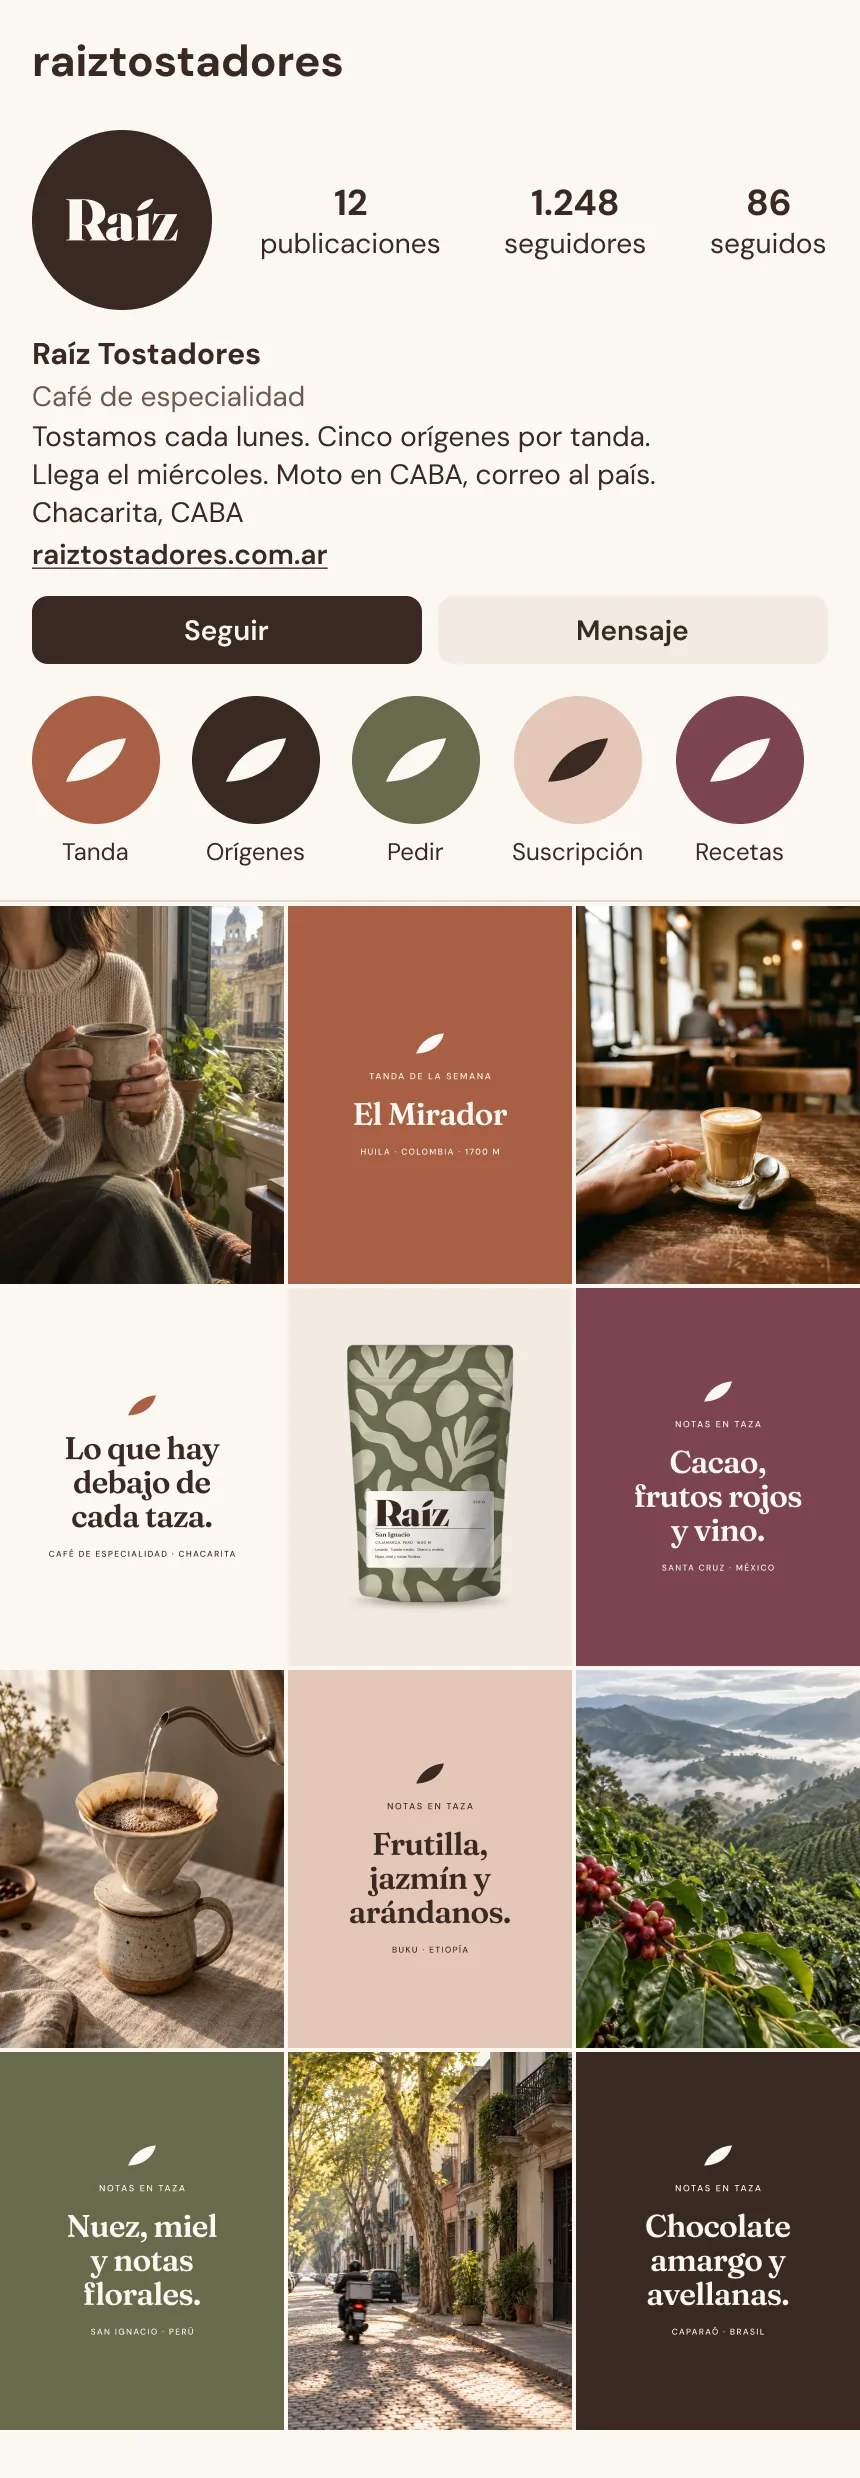 raiztostadores
Raíz
12
publicaciones
1.248
seguidores
86
seguidos
Raíz Tostadores
Café de especialidad
Tostamos cada lunes. Cinco orígenes por tanda.
Llega el miércoles. Moto en CABA, correo al país.
Chacarita, CABA
raiztostadores.com.ar
Seguir
Mensaje
Tanda
Orígenes
Pedir
Suscripción
Recetas
TANDA DE LA SEMANA
El Mirador
HUILA · COLOMBIA · 1700 M
Lo que hay
debajo de
cada taza.
CAFÉ DE ESPECIALIDAD · CHACARITA
Raíz
San Ignacio
CAJAMARCA, PERÚ · 1600 M
NOTAS EN TAZA
Cacao,
frutos rojos
y vino.
SANTA CRUZ · MÉXICO
NOTAS EN TAZA
Frutilla,
jazmín y
arándanos.
BUKU · ETIOPÍA
NOTAS EN TAZA
Nuez, miel
y notas
florales.
SAN IGNACIO · PERÚ
NOTAS EN TAZA
Chocolate
amargo y
avellanas.
CAPARAÓ · BRASIL